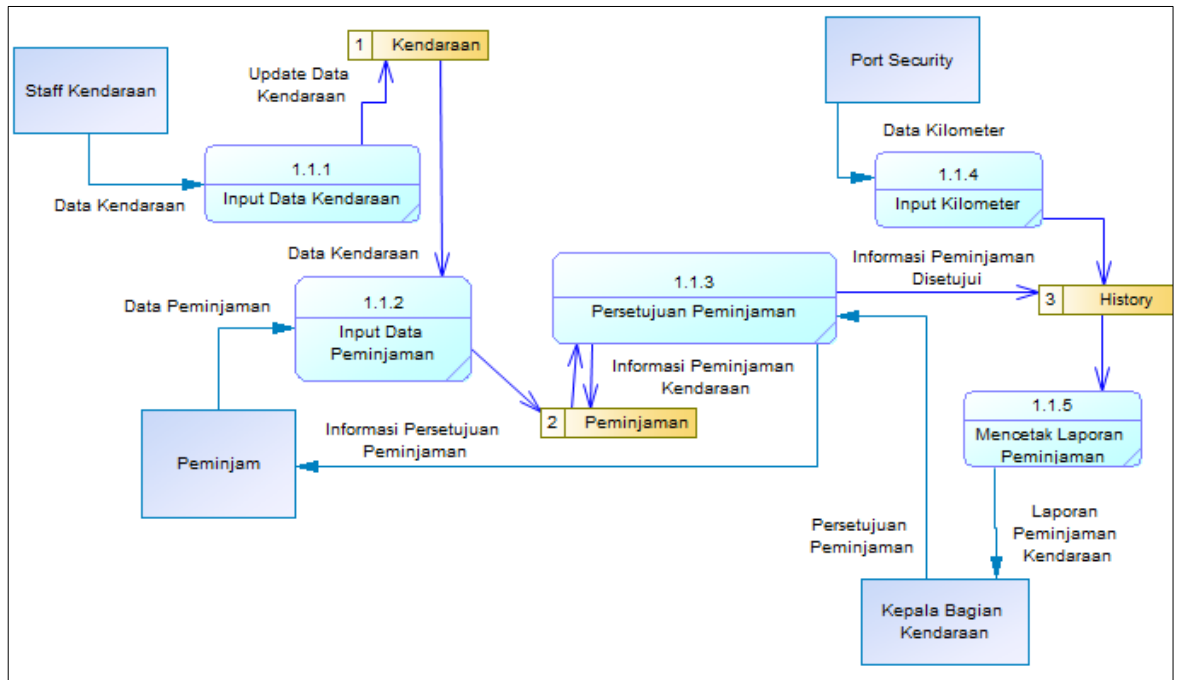 1 Kendaraan
Staff Kendaraan
Update Data
Kendaraan
Port Security
Data Kilometer
1.1.1
Input Data Kendaraan
Data Kendaraan
1.1.4
Input Kilometer
Data Kendaraan
1.1.2
Input Data
Peminjaman
Data Peminjaman
1.1.3
Persetujuan Peminjaman
Informasi Peminjaman
Disetujui
3 History
Informasi Peminjaman
Kendaraan
2 Peminjaman
Informasi Persetujuan
Peminjaman
Peminjam
1.1.5
Mencetak Laporan
Peminjaman
Persetujuan
Peminjaman
Laporan
Peminjaman
Kendaraan
Kepala Bagian
Kendaraan